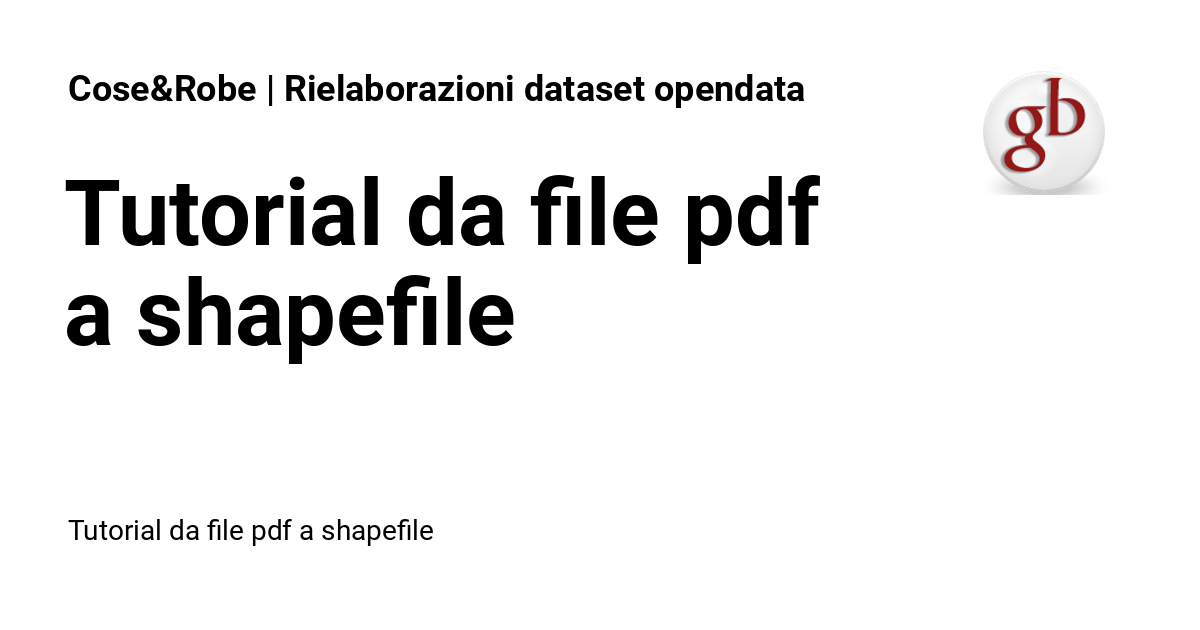 Cose&Robe | Rielaborazioni dataset opendata
gb
Tutorial da file pdf
a shapefile
Tutorial da file pdf a shapefile